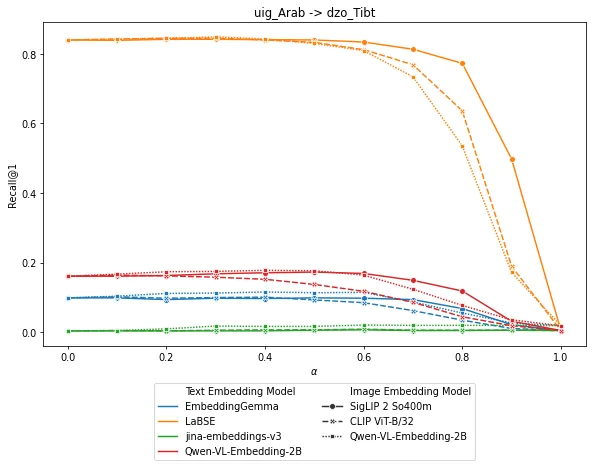 uig_Arab -> dzo_Tibt
Recall@1
0.8
0.6
0.4
0.2
0.0
0.0 0.2 0.4 0.6 0.8 1.0
α
Text Embedding Model
EmbeddingGemma
LaBSE
jina-embeddings-v3
Qwen-VL-Embedding-2B
Image Embedding Model
SigLIP 2 So400m
CLIP ViT-B/32
Qwen-VL-Embedding-2B